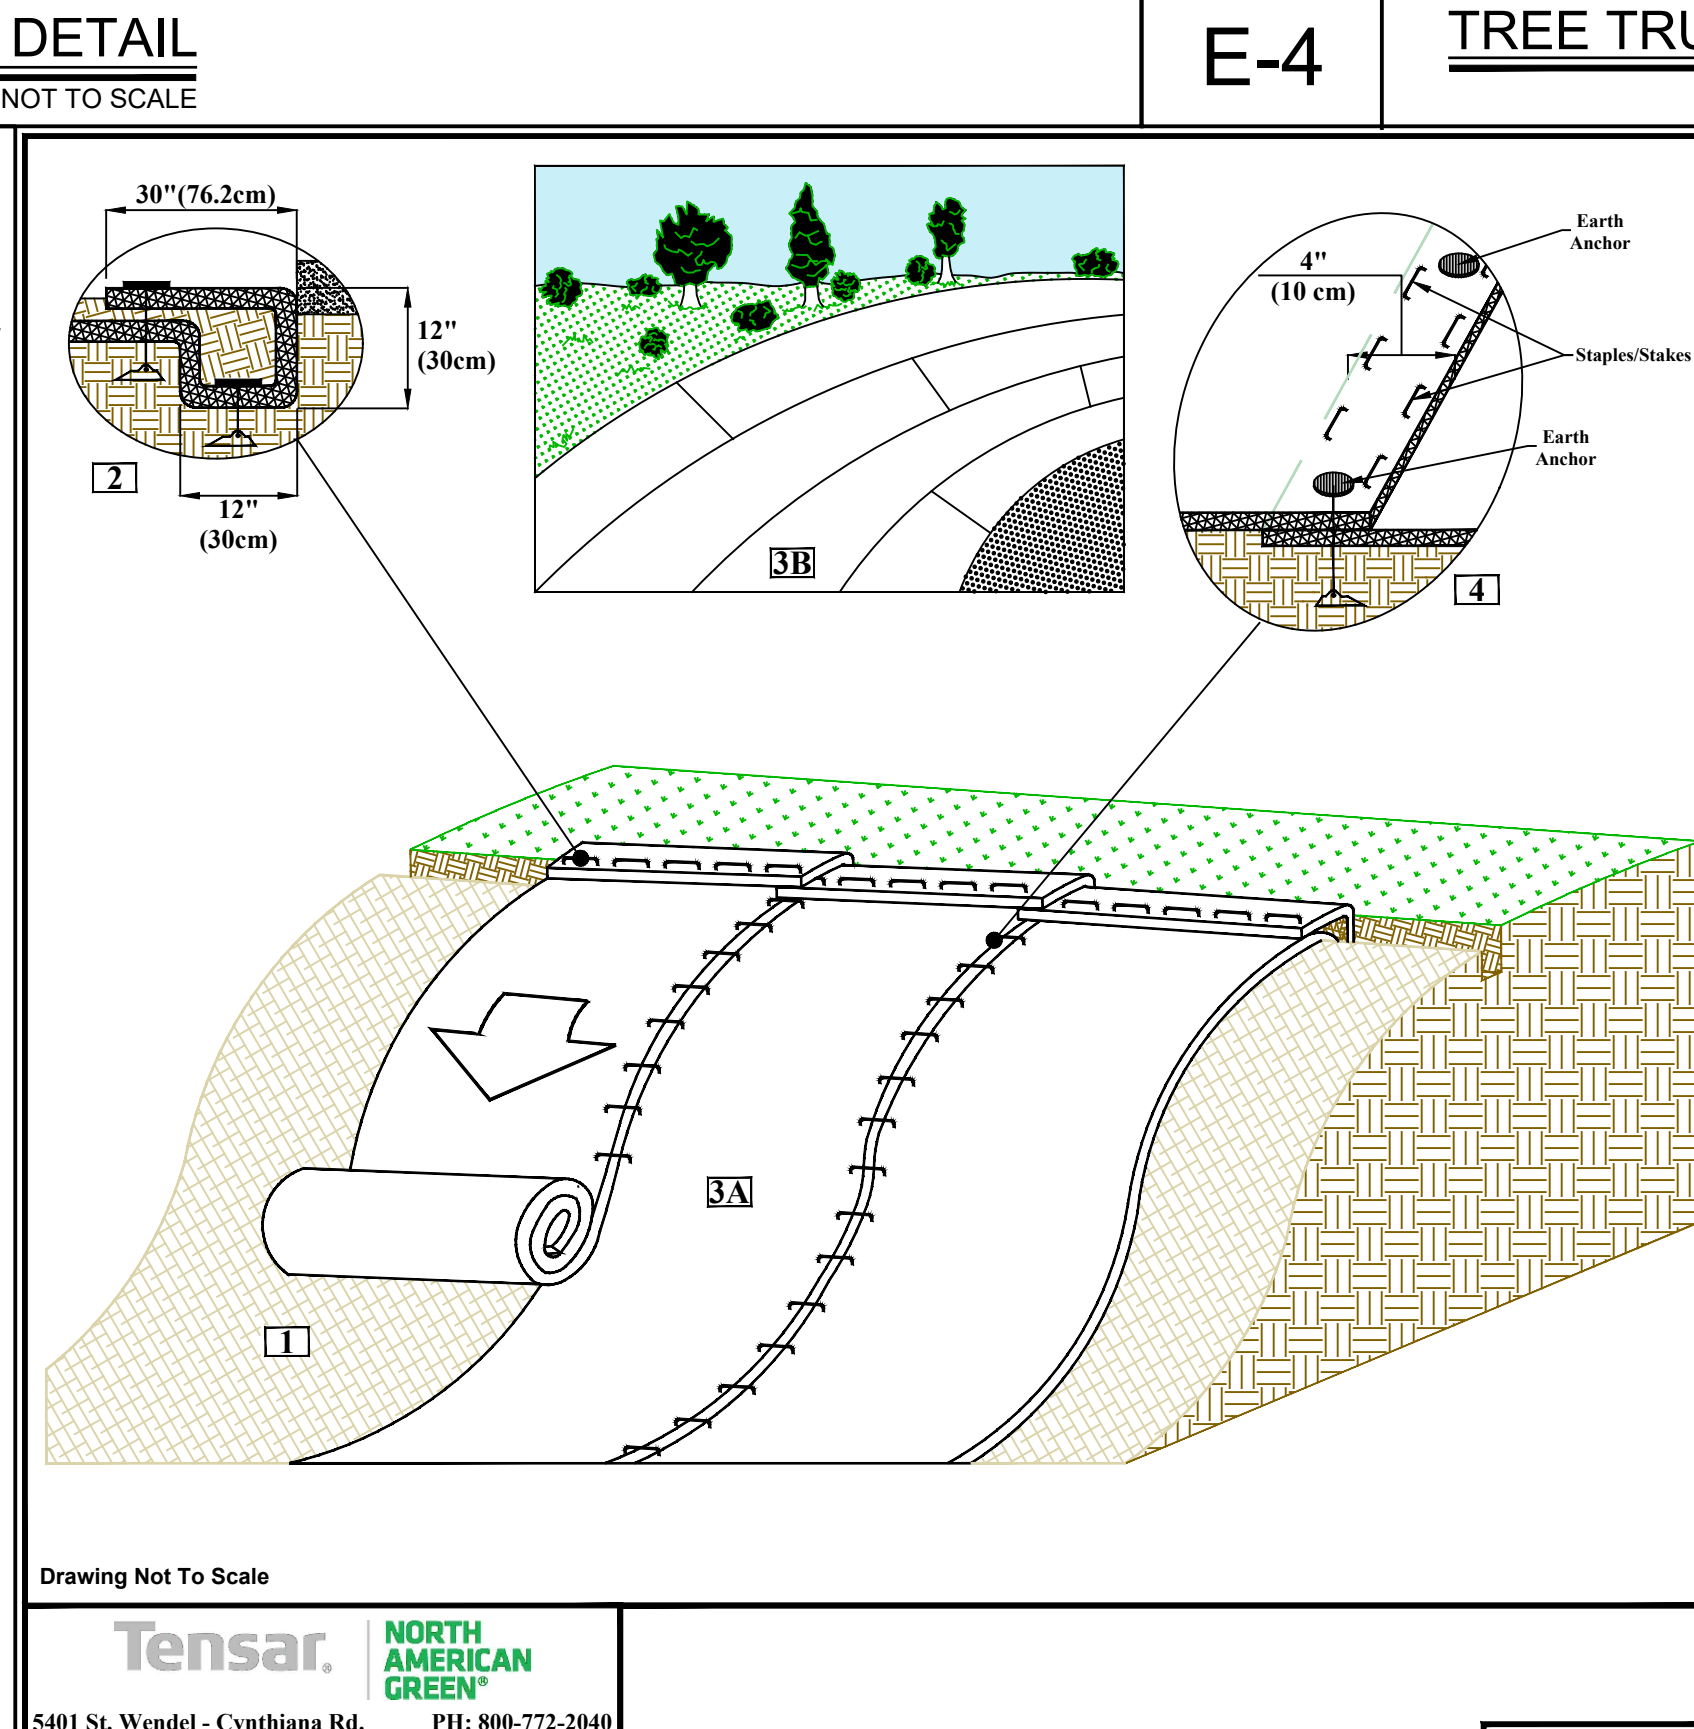 DETAIL
NOT TO SCALE
E-4
TREE TRU
30"(76.2cm)
12"
(30cm)
2
12"
(30cm)
3B
4"
(10 cm)
Earth
Anchor
Staples/Stakes
Earth
Anchor
4
3A
1
Drawing Not To Scale
Tensar®
NORTH
AMERICAN
GREEN®
5401 St. Wendel - Cynthiana Rd. PH: 800-772-2040